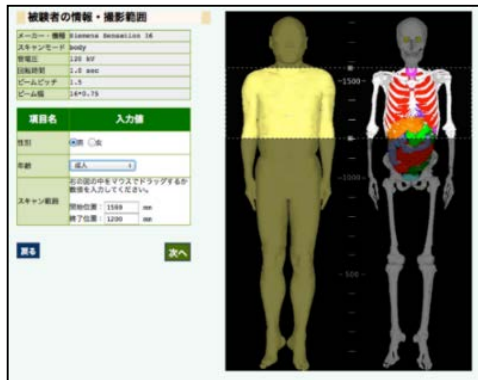 被験者の情報・撮影範囲
メーカー・機種 Siemens Sensation 16
スキャンモード body
管電圧 120 kV
回転時間 1.0 sec
ビームピッチ 1.5
ビーム幅 16*0.75
項目名 入力値
性別 男 女
年齢 成人
スキャン範囲
右の図の中をマウスでドラッグするか
数値を入力してください。
開始位置: 1599 mm
終了位置: 1200 mm
戻る 次へ
-1500
-1000
-500